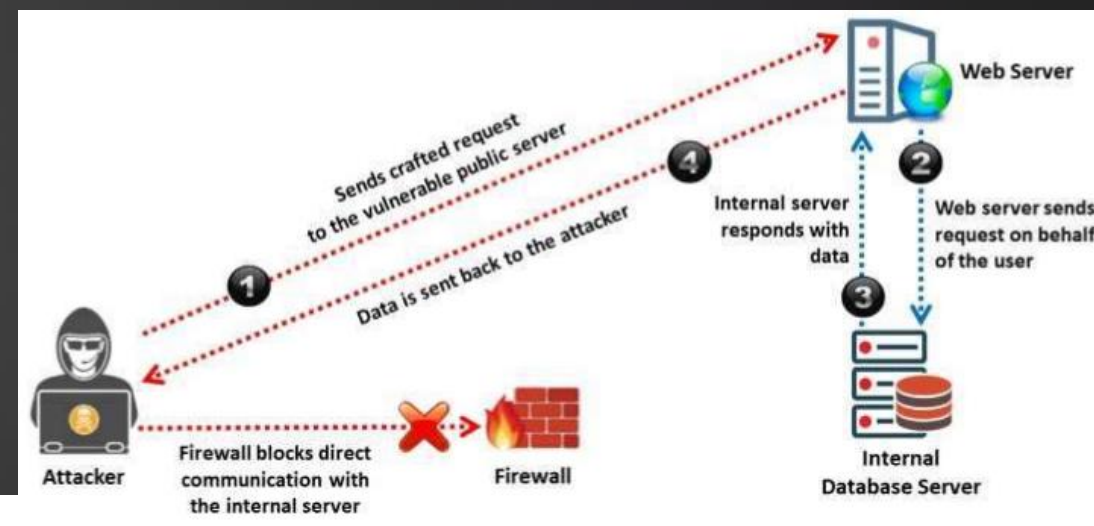 Web Server
Sends crafted request
to the vulnerable public server
1
4
Data is sent back to the attacker
Internal server
responds with
data
2
Web server sends
request on behalf
of the user
3
Attacker
Firewall blocks direct
communication with
the internal server
Firewall
Internal
Database Server